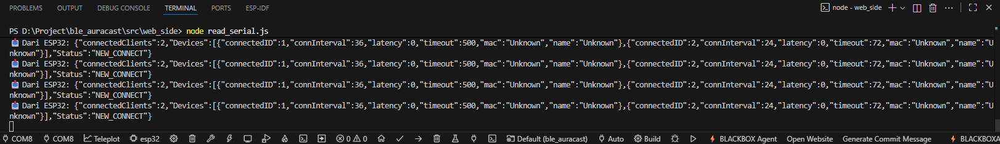 PROBLEMS OUTPUT DEBUG CONSOLE TERMINAL PORTS ESP-IDF node - web_side
PS D:\Project\ble_auracast\src\web_side> node read_serial.js
Dari ESP32: {"connectedClients":2,"Devices":[{"connectedID":1,"connInterval":36,"latency":0,"timeout":500,"mac":"Unknown","name":"Unknown"},{"connectedID":2,"connInterval":24,"latency":0,"timeout":72,"mac":"Unknown","name":"U
nknown"}],"Status":"NEW_CONNECT"}
Dari ESP32: {"connectedClients":2,"Devices":[{"connectedID":1,"connInterval":36,"latency":0,"timeout":500,"mac":"Unknown","name":"Unknown"},{"connectedID":2,"connInterval":24,"latency":0,"timeout":72,"mac":"Unknown","name":"U
nknown"}],"Status":"NEW_CONNECT"}
Dari ESP32: {"connectedClients":2,"Devices":[{"connectedID":1,"connInterval":36,"latency":0,"timeout":500,"mac":"Unknown","name":"Unknown"},{"connectedID":2,"connInterval":24,"latency":0,"timeout":72,"mac":"Unknown","name":"U
nknown"}],"Status":"NEW_CONNECT"}
Dari ESP32: {"connectedClients":2,"Devices":[{"connectedID":1,"connInterval":36,"latency":0,"timeout":500,"mac":"Unknown","name":"Unknown"},{"connectedID":2,"connInterval":24,"latency":0,"timeout":72,"mac":"Unknown","name":"U
nknown"}],"Status":"NEW_CONNECT"}
COM8 COM8 Teleplot esp32 0 0 Default (ble_auracast) Auto Build BLACKBOX Agent Open Website Generate Commit Message BLACKBOXA